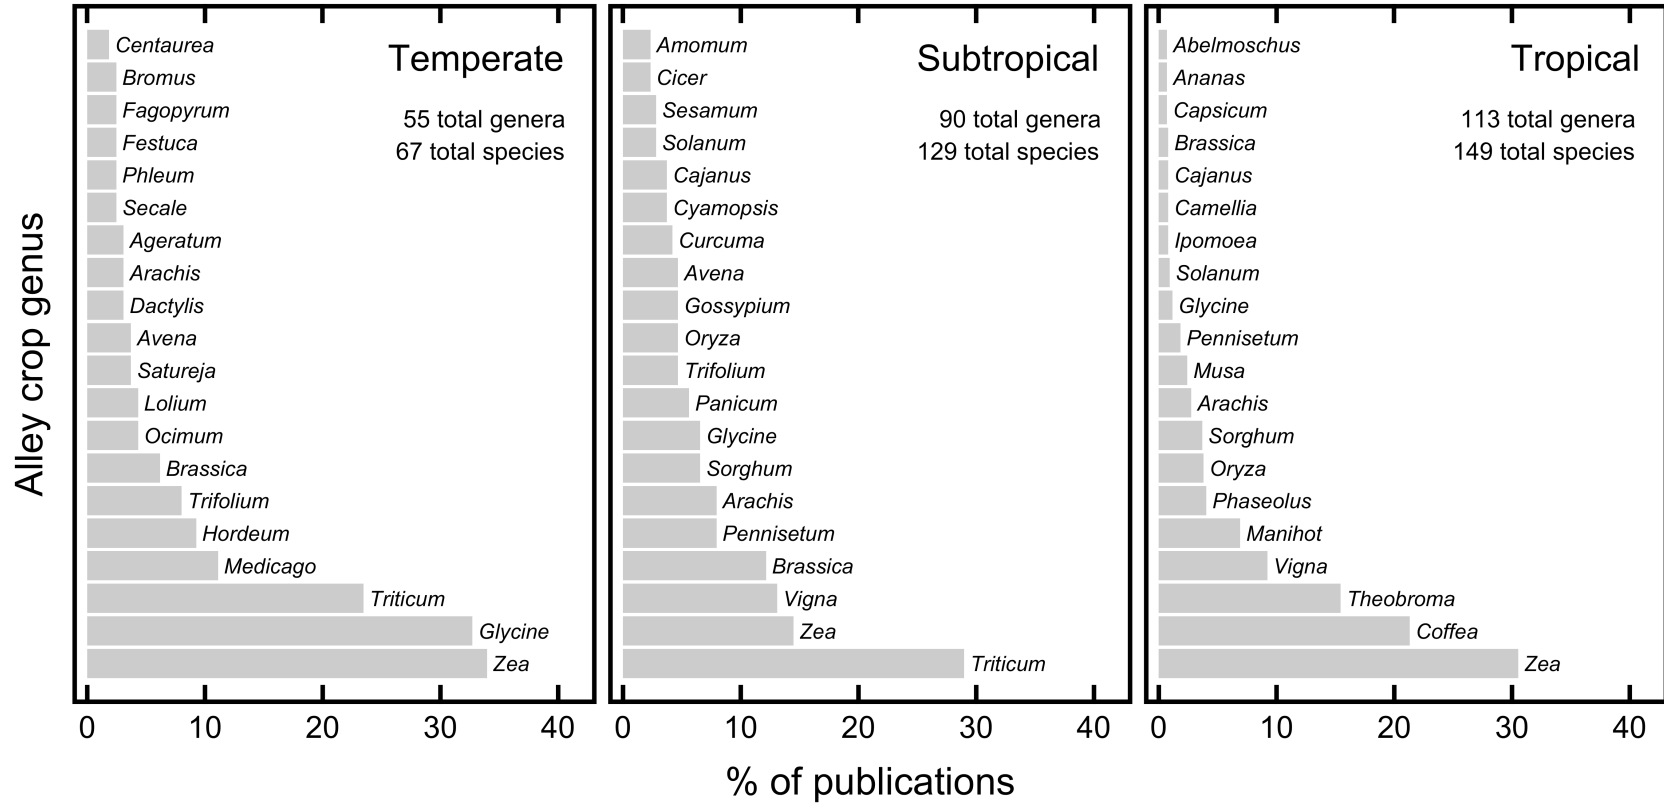 Alley crop genus
Temperate
55 total genera
67 total species
Centaurea
Bromus
Fagopyrum
Festuca
Phleum
Secale
Ageratum
Arachis
Dactylis
Avena
Satureja
Lolium
Ocimum
Brassica
Trifolium
Hordeum
Medicago
Triticum
Glycine
Zea
0 10 20 30 40
Subtropical
90 total genera
129 total species
Amomum
Cicer
Sesamum
Solanum
Cajanus
Cyamopsis
Curcuma
Avena
Gossypium
Oryza
Trifolium
Panicum
Glycine
Sorghum
Arachis
Pennisetum
Brassica
Vigna
Zea
Triticum
0 10 20 30 40
Tropical
113 total genera
149 total species
Abelmoschus
Ananas
Capsicum
Brassica
Cajanus
Camellia
Ipomoea
Solanum
Glycine
Pennisetum
Musa
Arachis
Sorghum
Oryza
Phaseolus
Manihot
Vigna
Theobroma
Coffea
Zea
0 10 20 30 40
% of publications